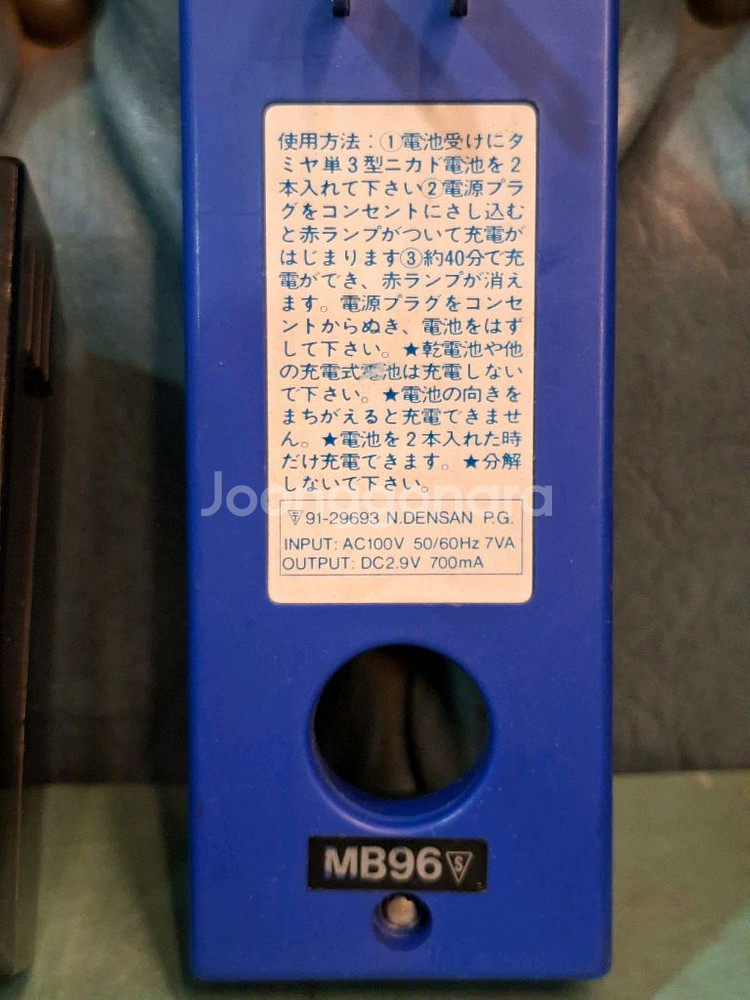 使用方法：①電池受けにタ
ミヤ単3型ニカド電池を2
本入れて下さい②電源プラ
グをコンセントにさし込む
と赤ランプがついて充電が
はじまります③約40分で充
電ができ、赤ランプが消え
ます。電源プラグをコンセ
ントからぬき、電池をはず
して下さい。★乾電池や他
の充電式電池は充電しない
で下さい。★電池の向きを
まちがえると充電できませ
ん。★電池を2本入れた時
だけ充電できます。★分解
しないで下さい。
Joonggonara
91-29693 N.DENSAN P.G.
INPUT: AC100V 50/60Hz 7VA
OUTPUT: DC2.9V 700mA
MB96 S